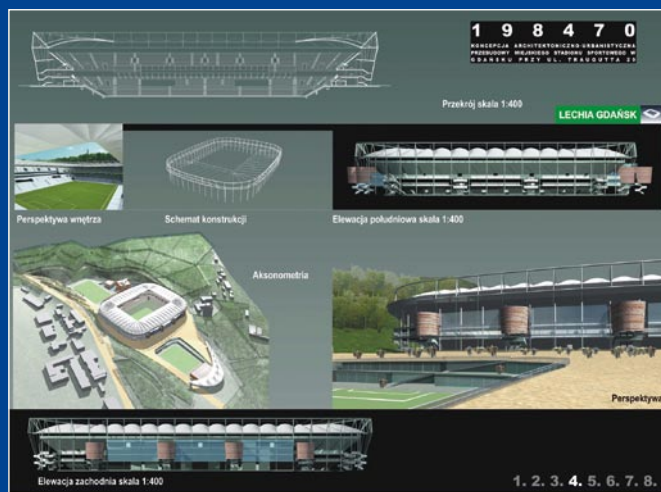 1 9 8 4 7 0
KONCEPCJA ARCHITEKTONICZNO-URBANISTYCZNA
PRZEBUDOWY MIEJSKIEGO STADIONU SPORTOWEGO W
GDAŃSKU PRZY UL. TRAUGUTTA 29
Przekrój skala 1:400
LECHIA GDAŃSK
Perspektywa wnętrza
Schemat konstrukcji
Elewacja południowa skala 1:400
Aksonometria
Perspektywa
Elewacja zachodnia skala 1:400
1. 2. 3. 4. 5. 6. 7. 8.